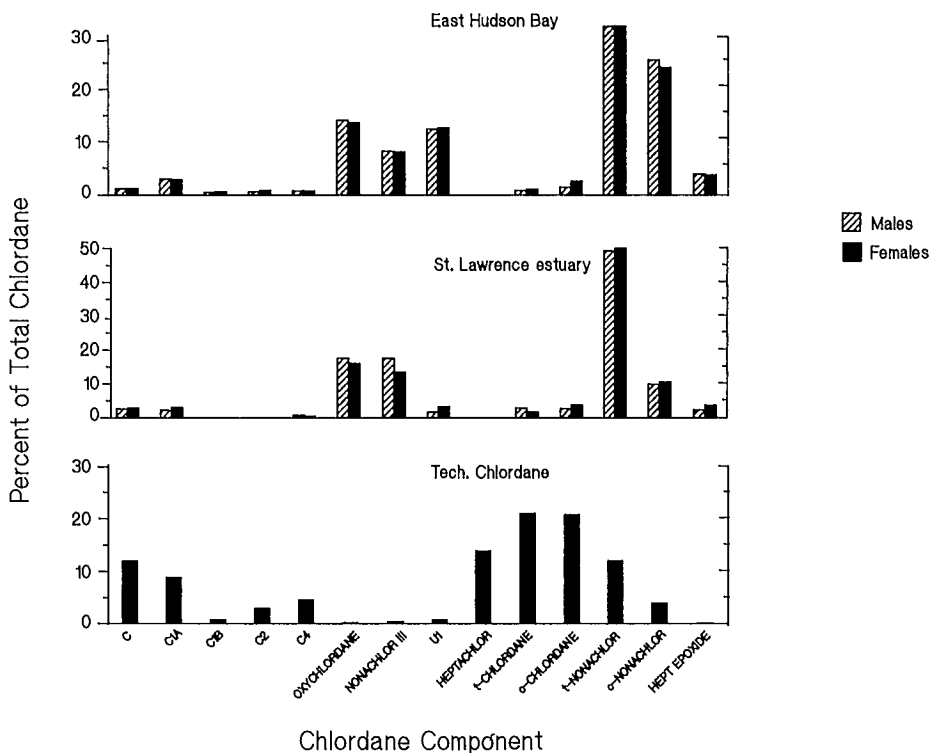 East Hudson Bay
30
20
10
0
Males
Females
St. Lawrence estuary
50
40
30
20
10
0
Percent of Total Chlordane
Tech. Chlordane
30
20
10
0
C
C1A
C1B
C2
C4
OXYCHLORDANE
NONACHLOR III
U1
HEPTACHLOR
t-CHLORDANE
c-CHLORDANE
t-NONACHLOR
c-NONACHLOR
HEPT EPOXIDE
Chlordane Component